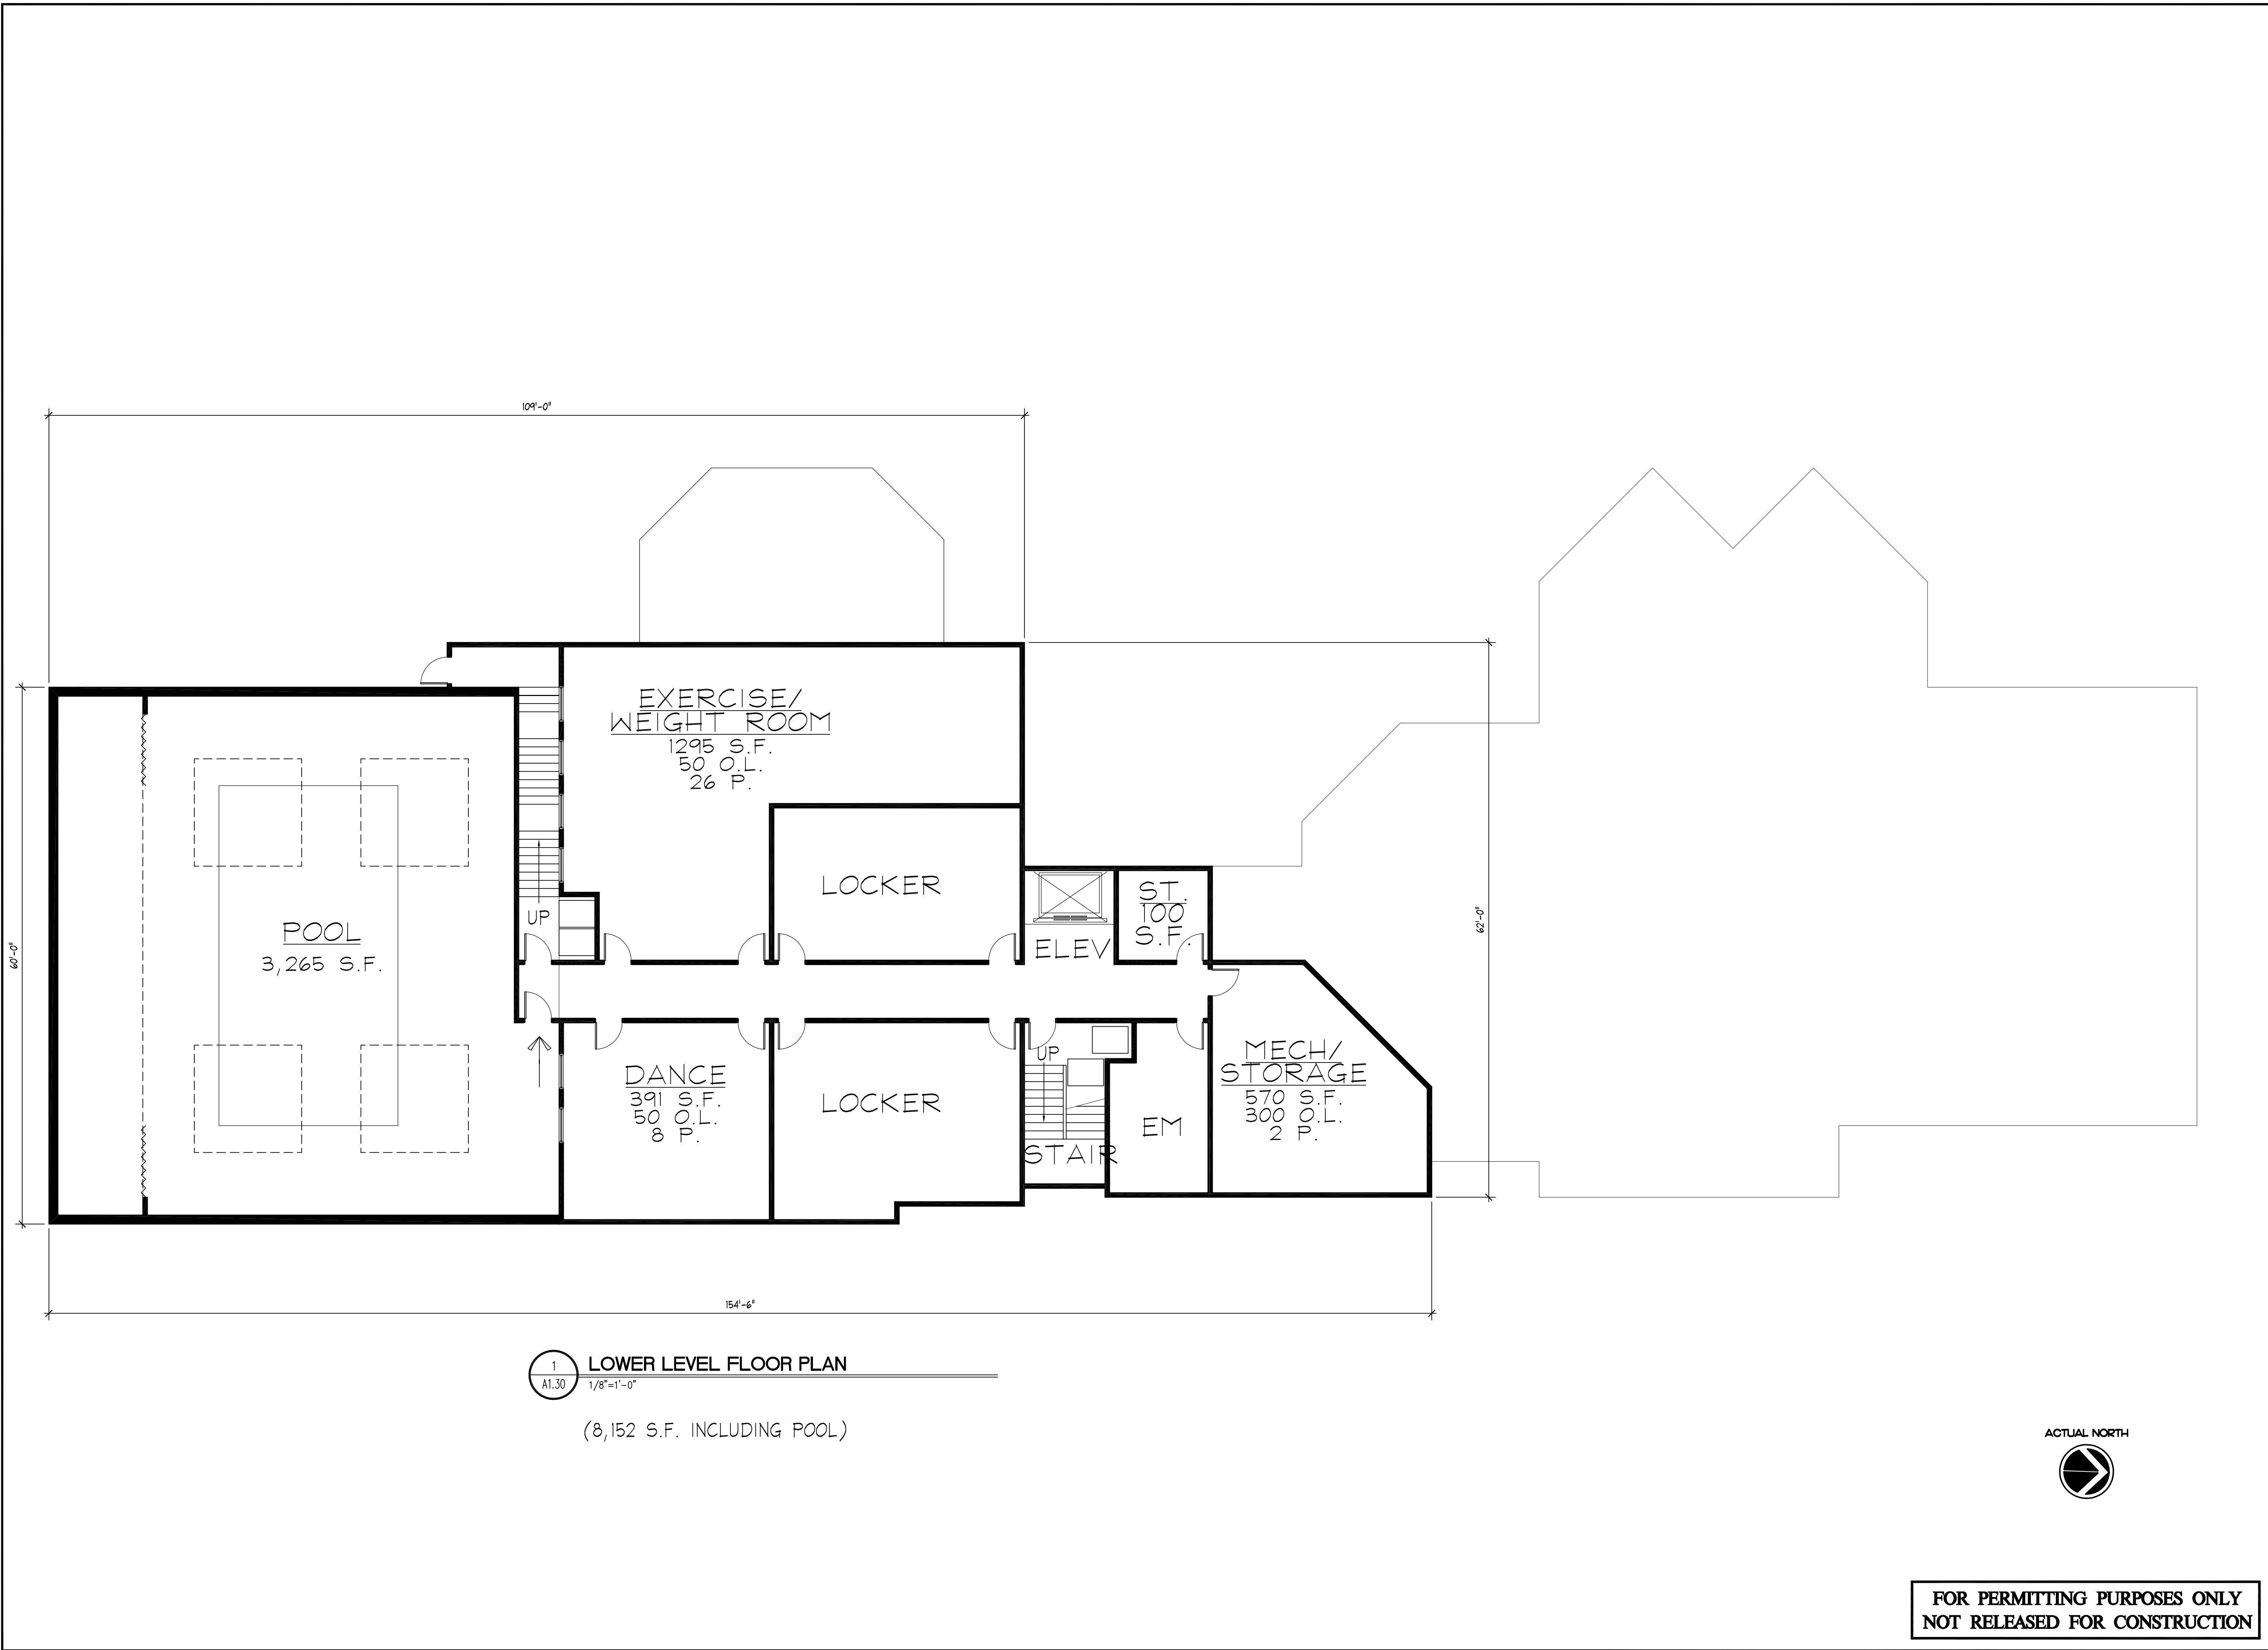 109'-0"
EXERCISE/
WEIGHT ROOM
1295 S.F.
50 O.L.
26 P.
LOCKER
ST.
100
S.F.
ELEV
UP
POOL
3,265 S.F.
60'-0"
62'-0"
DANCE
391 S.F.
50 O.L.
8 P.
LOCKER
UP
STAIR
EM
MECH/
STORAGE
570 S.F.
300 O.L.
2 P.
154'-6"
1
A1.30
LOWER LEVEL FLOOR PLAN
1/8"=1'-0"
(8,152 S.F. INCLUDING POOL)
ACTUAL NORTH
FOR PERMITTING PURPOSES ONLY
NOT RELEASED FOR CONSTRUCTION